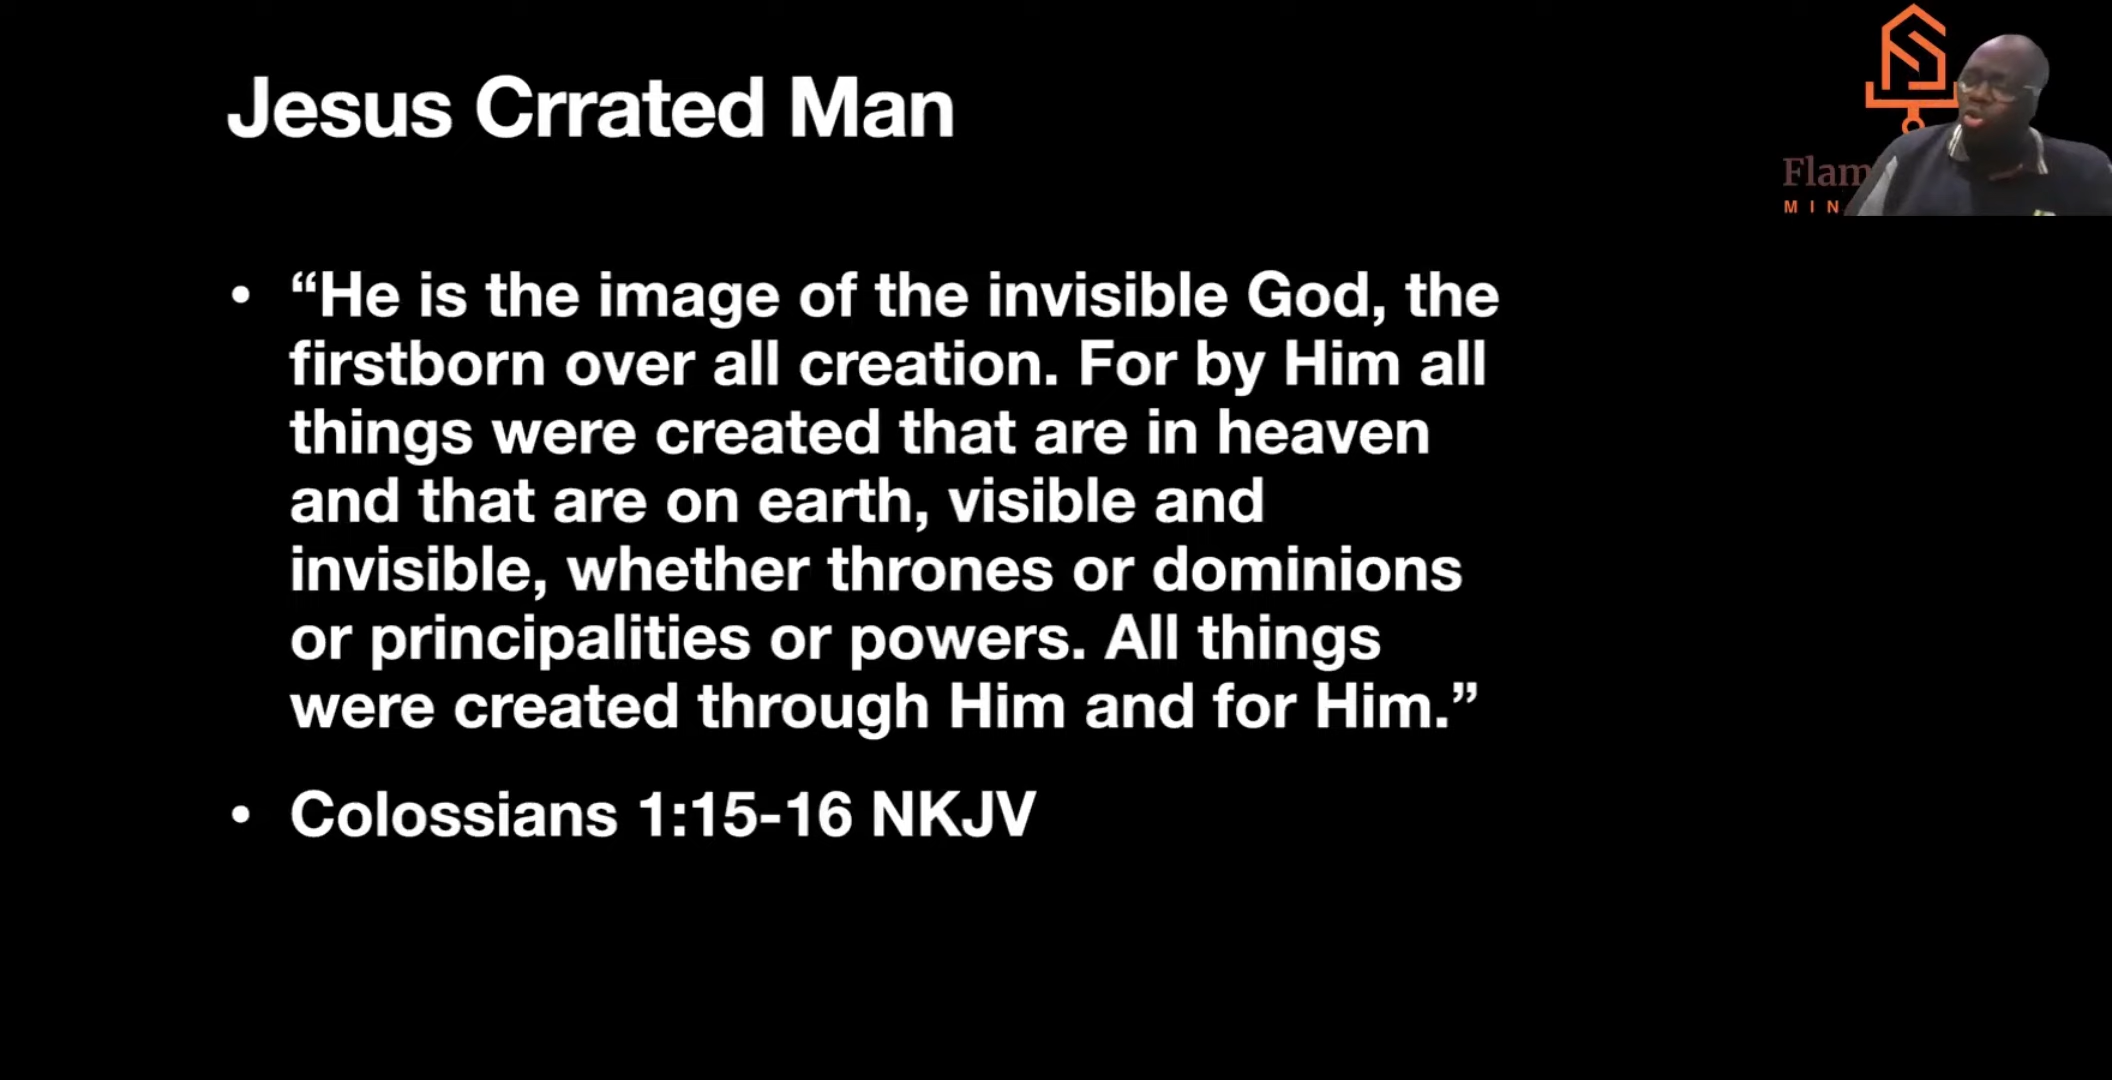 Jesus Crrated Man
Flam
MIN
• “He is the image of the invisible God, the
firstborn over all creation. For by Him all
things were created that are in heaven
and that are on earth, visible and
invisible, whether thrones or dominions
or principalities or powers. All things
were created through Him and for Him.”
• Colossians 1:15-16 NKJV